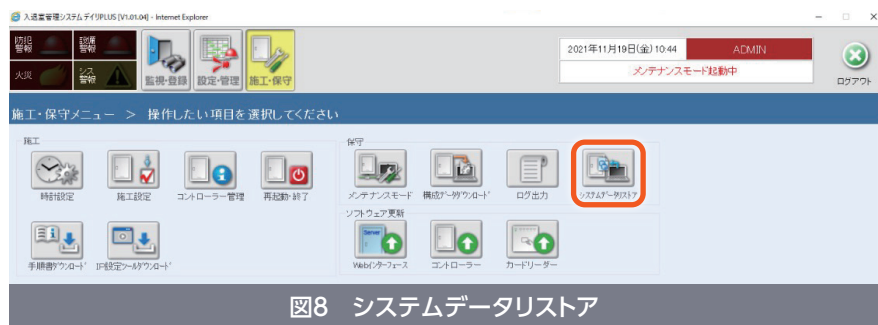 入退室管理システム デイリPLUS [V1.01.04] - Internet Explorer
防犯警報
設備警報
火災
システム警報
監視・登録
設定・管理
施工・保守
2021年11月19日(金) 10:44
ADMIN
メンテナンスモード起動中
ログアウト
施工・保守メニュー > 操作したい項目を選択してください
施工
時計設定
施工設定
コントローラー管理
再起動・終了
手順書ダウンロード
IP設定ツールダウンロード
保守
メンテナンスモード
構成データダウンロード
ログ出力
システムデータリストア
ソフトウェア更新
Server
Webインターフェース
コントローラー
カードリーダー
図8 システムデータリストア